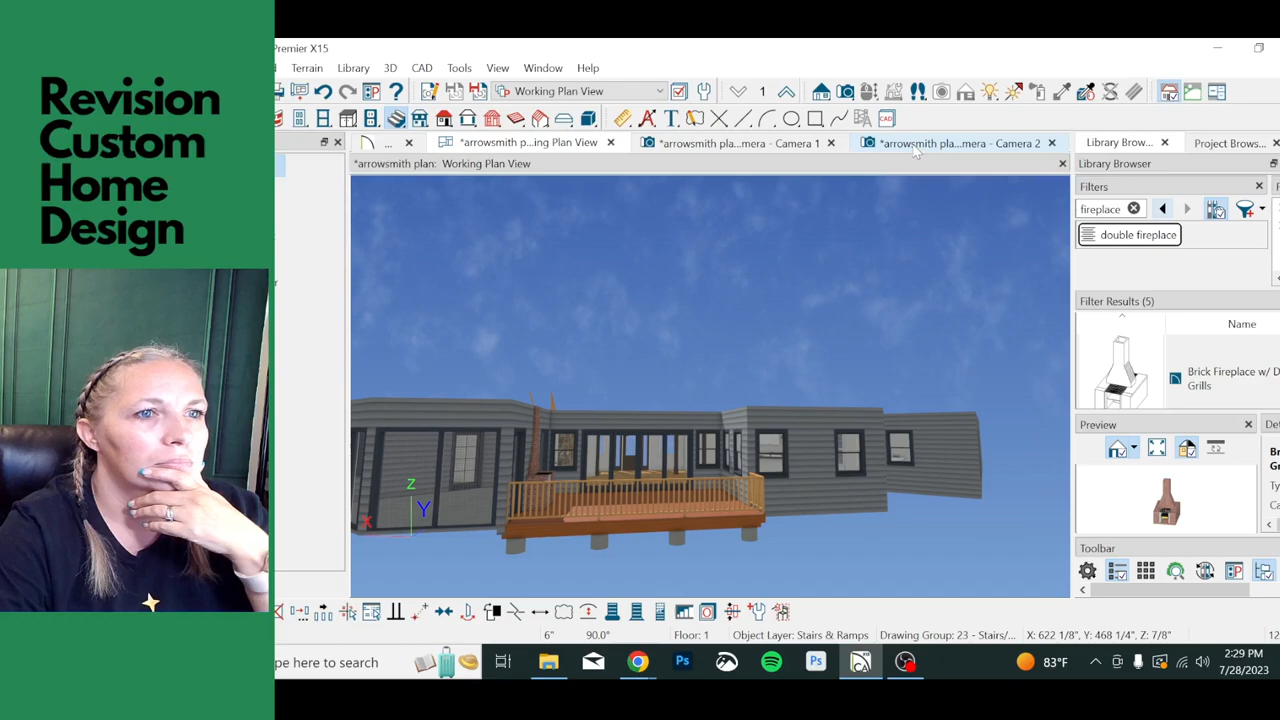 Revision
Custom
Home
Design
Premier X15
Terrain Library 3D CAD Tools View Window Help
Working Plan View
1
T
CAD
...
*arrowsmith p...ing Plan View
*arrowsmith pla...mera - Camera 1
*arrowsmith pla...mera - Camera 2
Library Brow...
Project Brows...
*arrowsmith plan: Working Plan View
Library Browser
Filters
fireplace
double fireplace
Filter Results (5)
Name
Brick Fireplace w/ D
Grills
Preview
Toolbar
Z
Y
X
6" 90.0° Floor: 1 Object Layer: Stairs & Ramps Drawing Group: 23 - Stairs/... X: 622 1/8", Y: 468 1/4", Z: 7/8"
pe here to search
Ps
Ps
CA
83°F
2:29 PM
7/28/2023